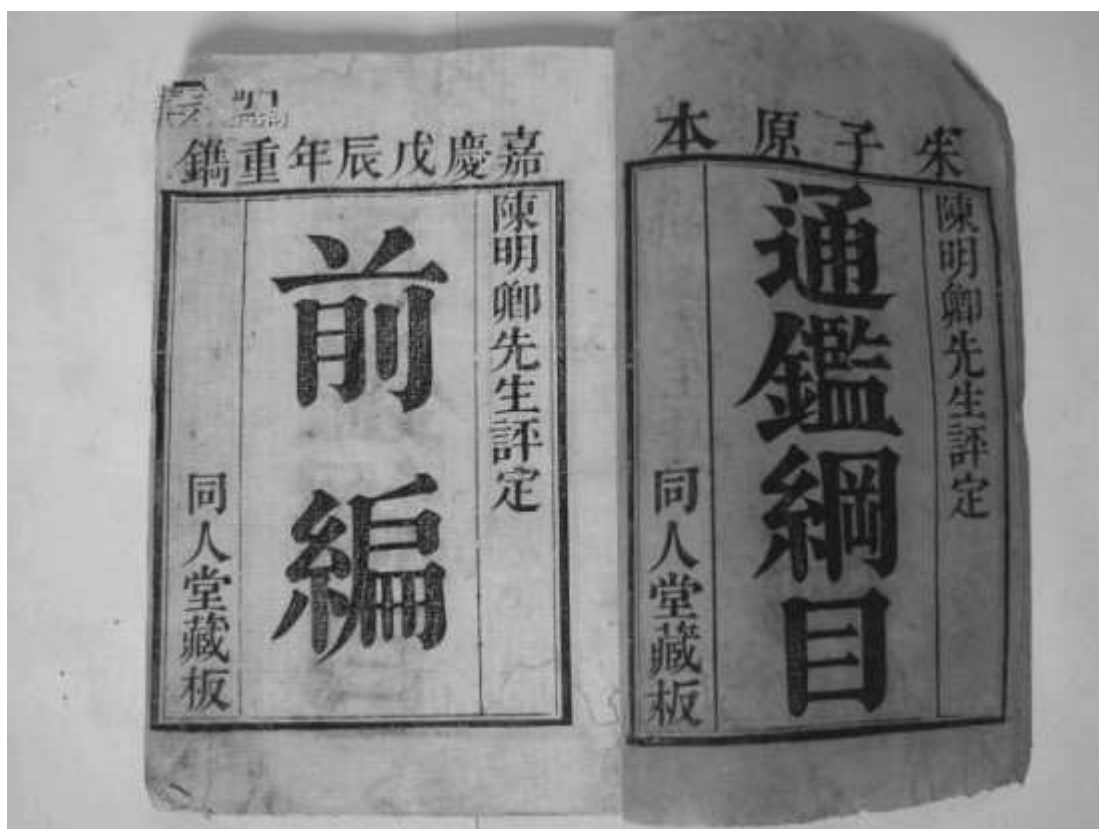 朱子原本
陳明卿先生評定
通鑑綱目
同人堂藏板
嘉慶戊辰年重鐫
陳明卿先生評定
前編
同人堂藏板